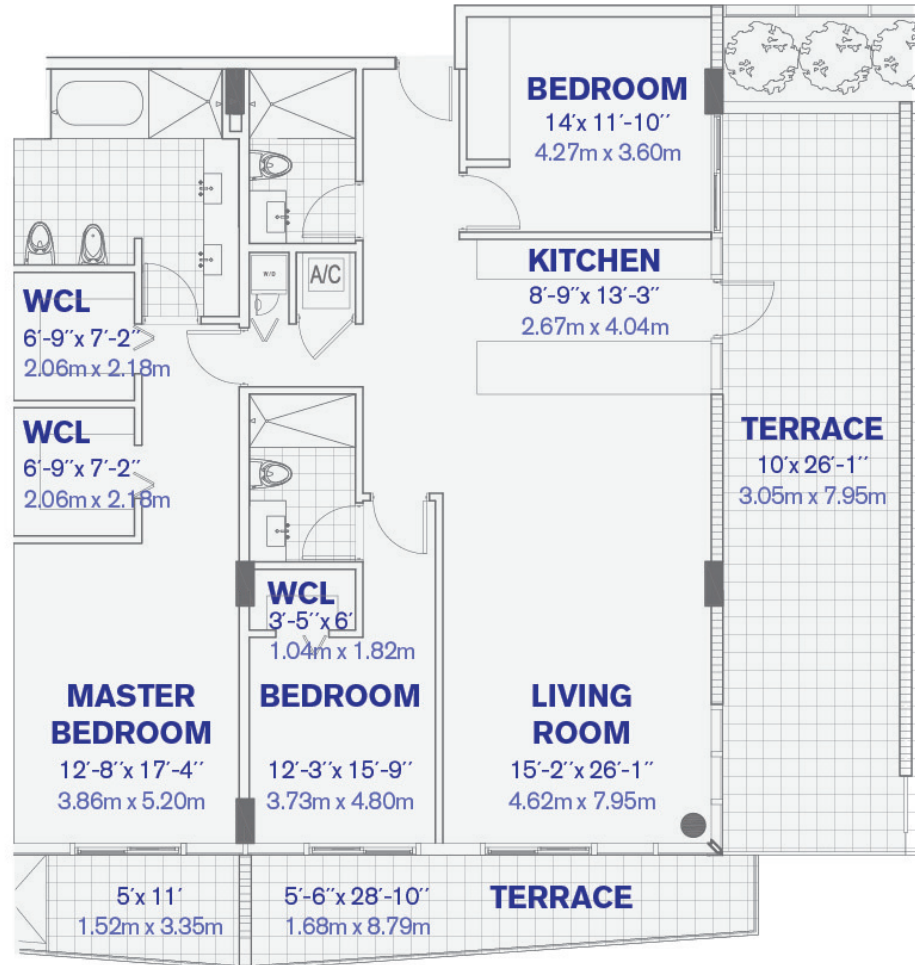 BEDROOM
14′x 11′-10′′
4.27m x 3.60m
KITCHEN
8′-9′′x 13′-3′′
2.67m x 4.04m
W/D
A/C
WCL
6′-9′′x 7′-2′′
2.06m x 2.18m
WCL
6′-9′′x 7′-2′′
2.06m x 2.18m
TERRACE
10′x 26′-1′′
3.05m x 7.95m
WCL
3′-5′′x 6′
1.04m x 1.82m
MASTER
BEDROOM
12′-8′′x 17′-4′′
3.86m x 5.20m
BEDROOM
12′-3′′x 15′-9′′
3.73m x 4.80m
LIVING
ROOM
15′-2′′x 26′-1′′
4.62m x 7.95m
5′x 11′
1.52m x 3.35m
5′-6′′x 28′-10′′
1.68m x 8.79m
TERRACE